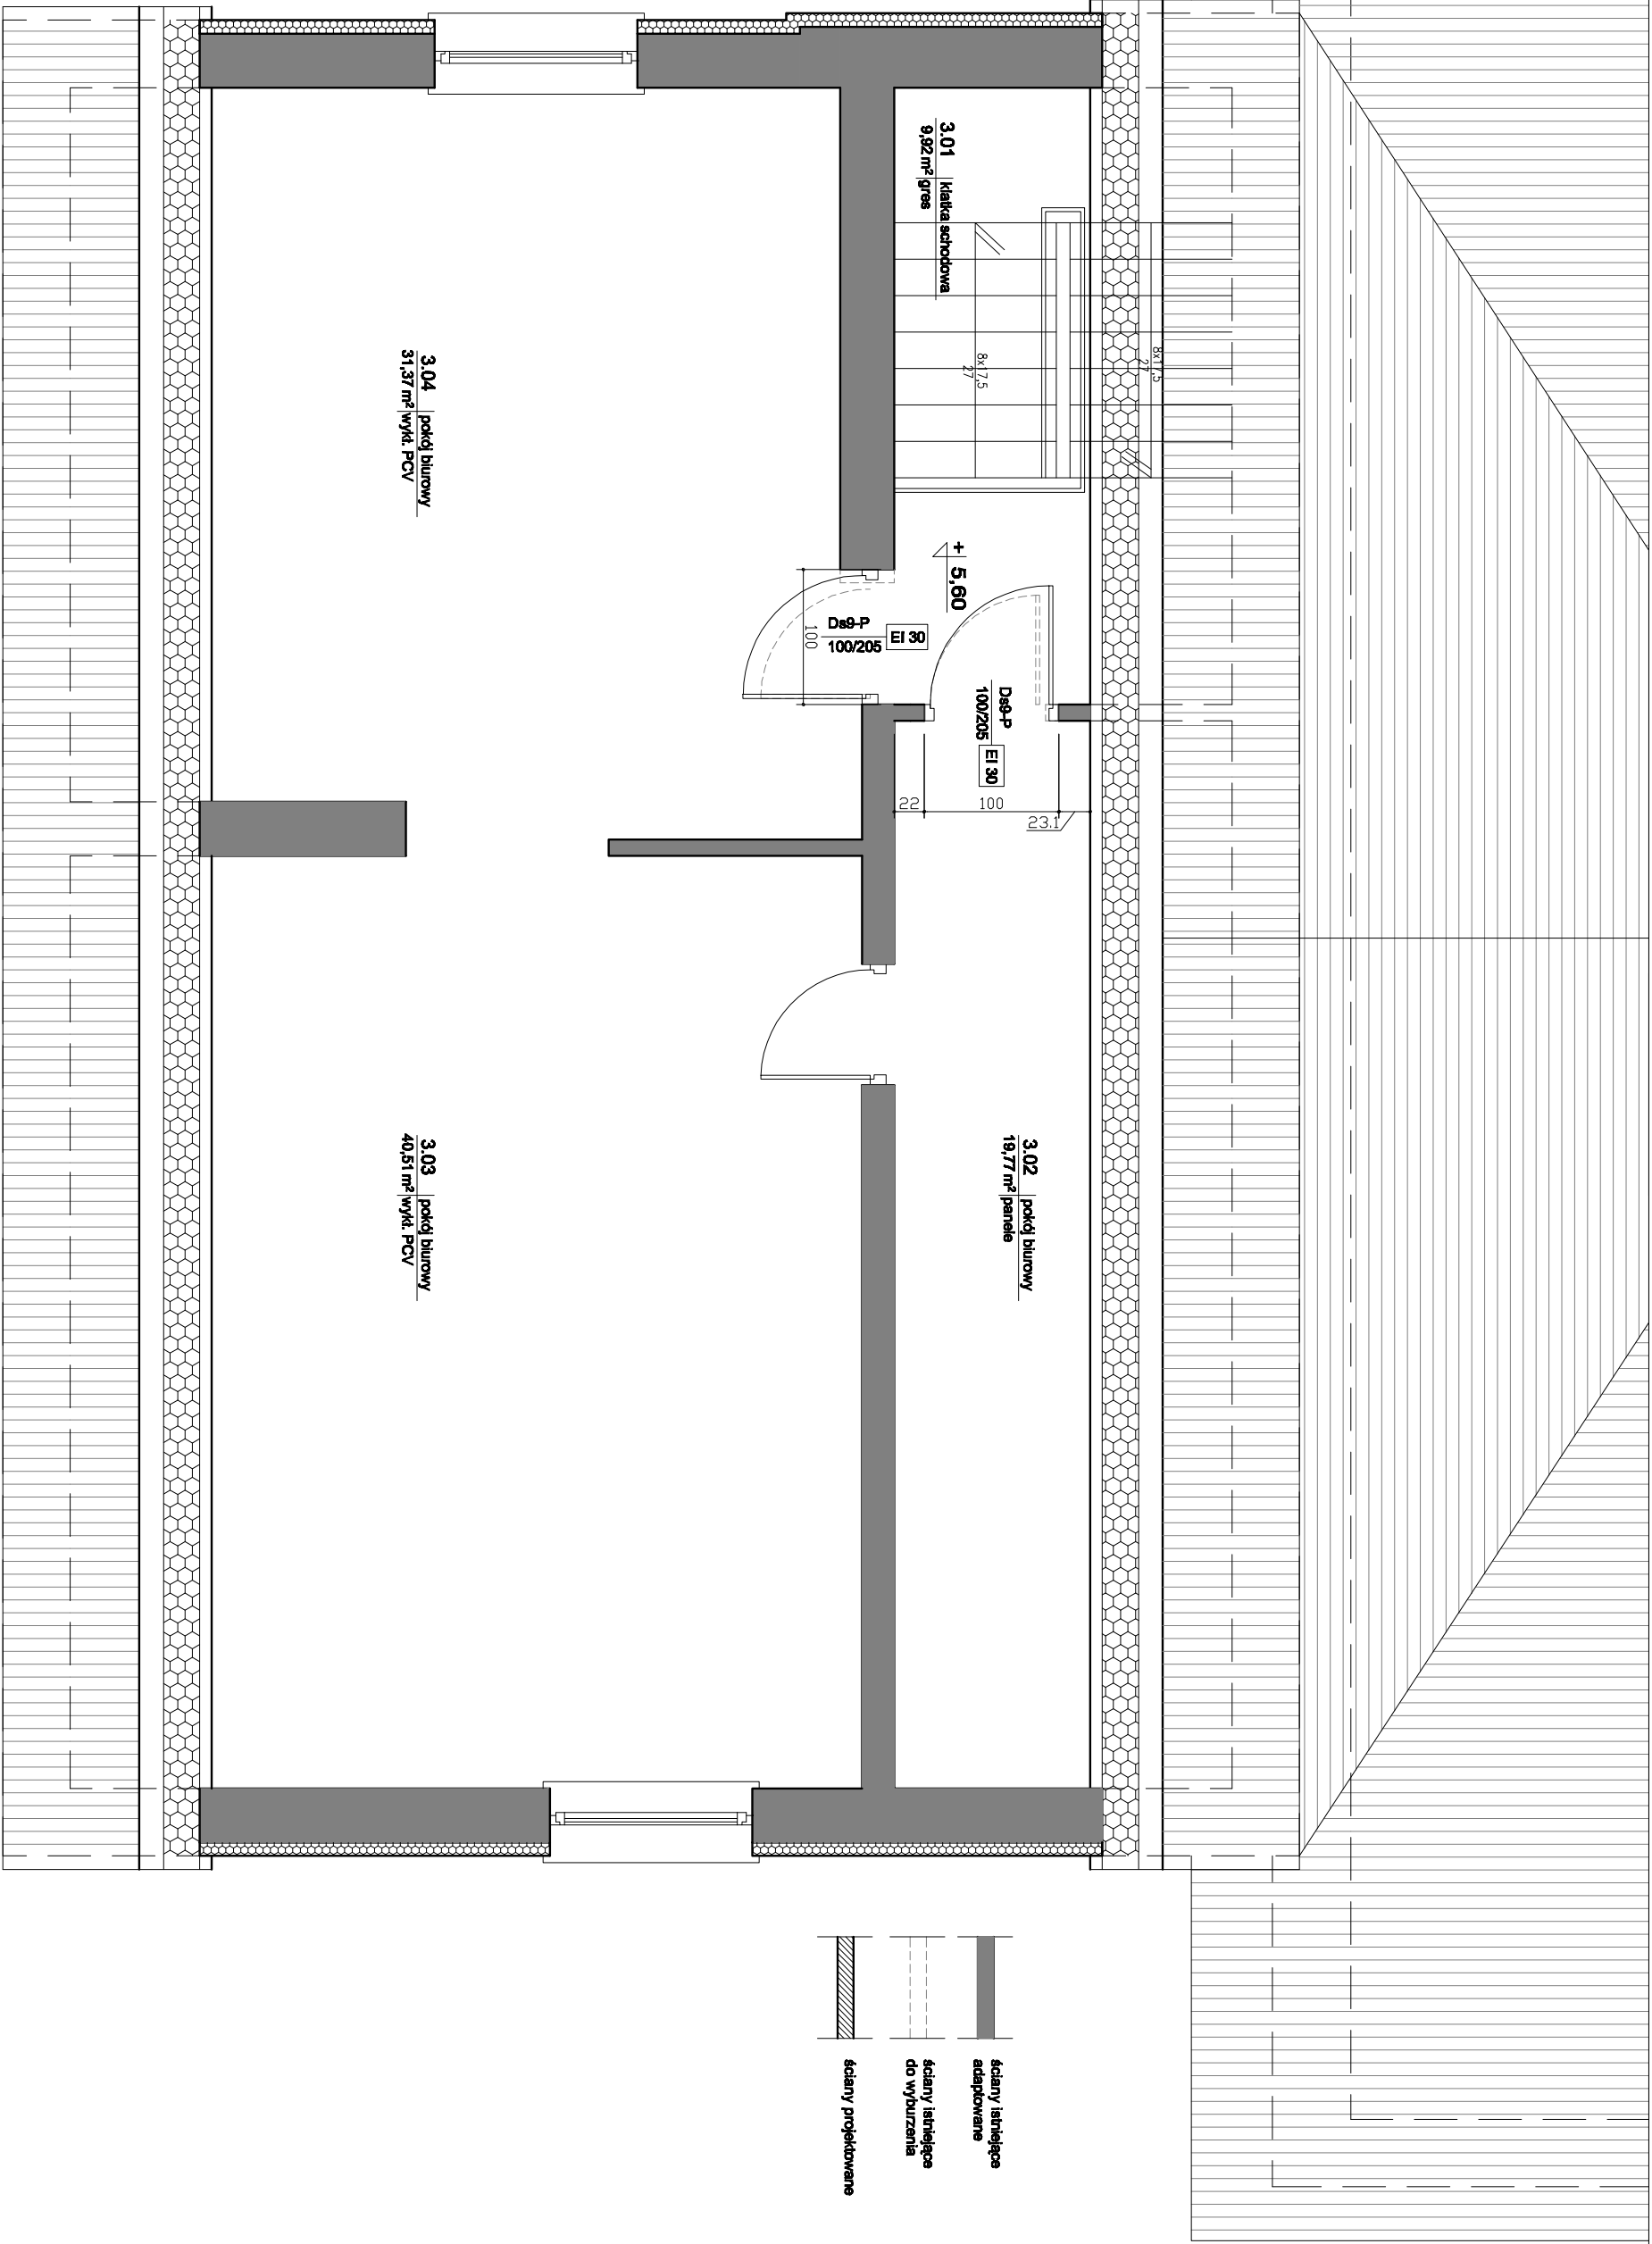 3.01 klatka schodowa
9,92 m² gres
8x17,5
27
8x17,5
27
+ 5,60
3.04 pokój biurowy
31,37 m² wykł. PCV
Ds9-P
100/205
EI 30
100
Ds9-P
100/205
EI 30
22
100
23.1
3.02 pokój biurowy
19,77 m² panele
3.03 pokój biurowy
40,51 m² wykł. PCV
ściany istniejące
adaptowane
ściany istniejące
do wyburzenia
ściany projektowane